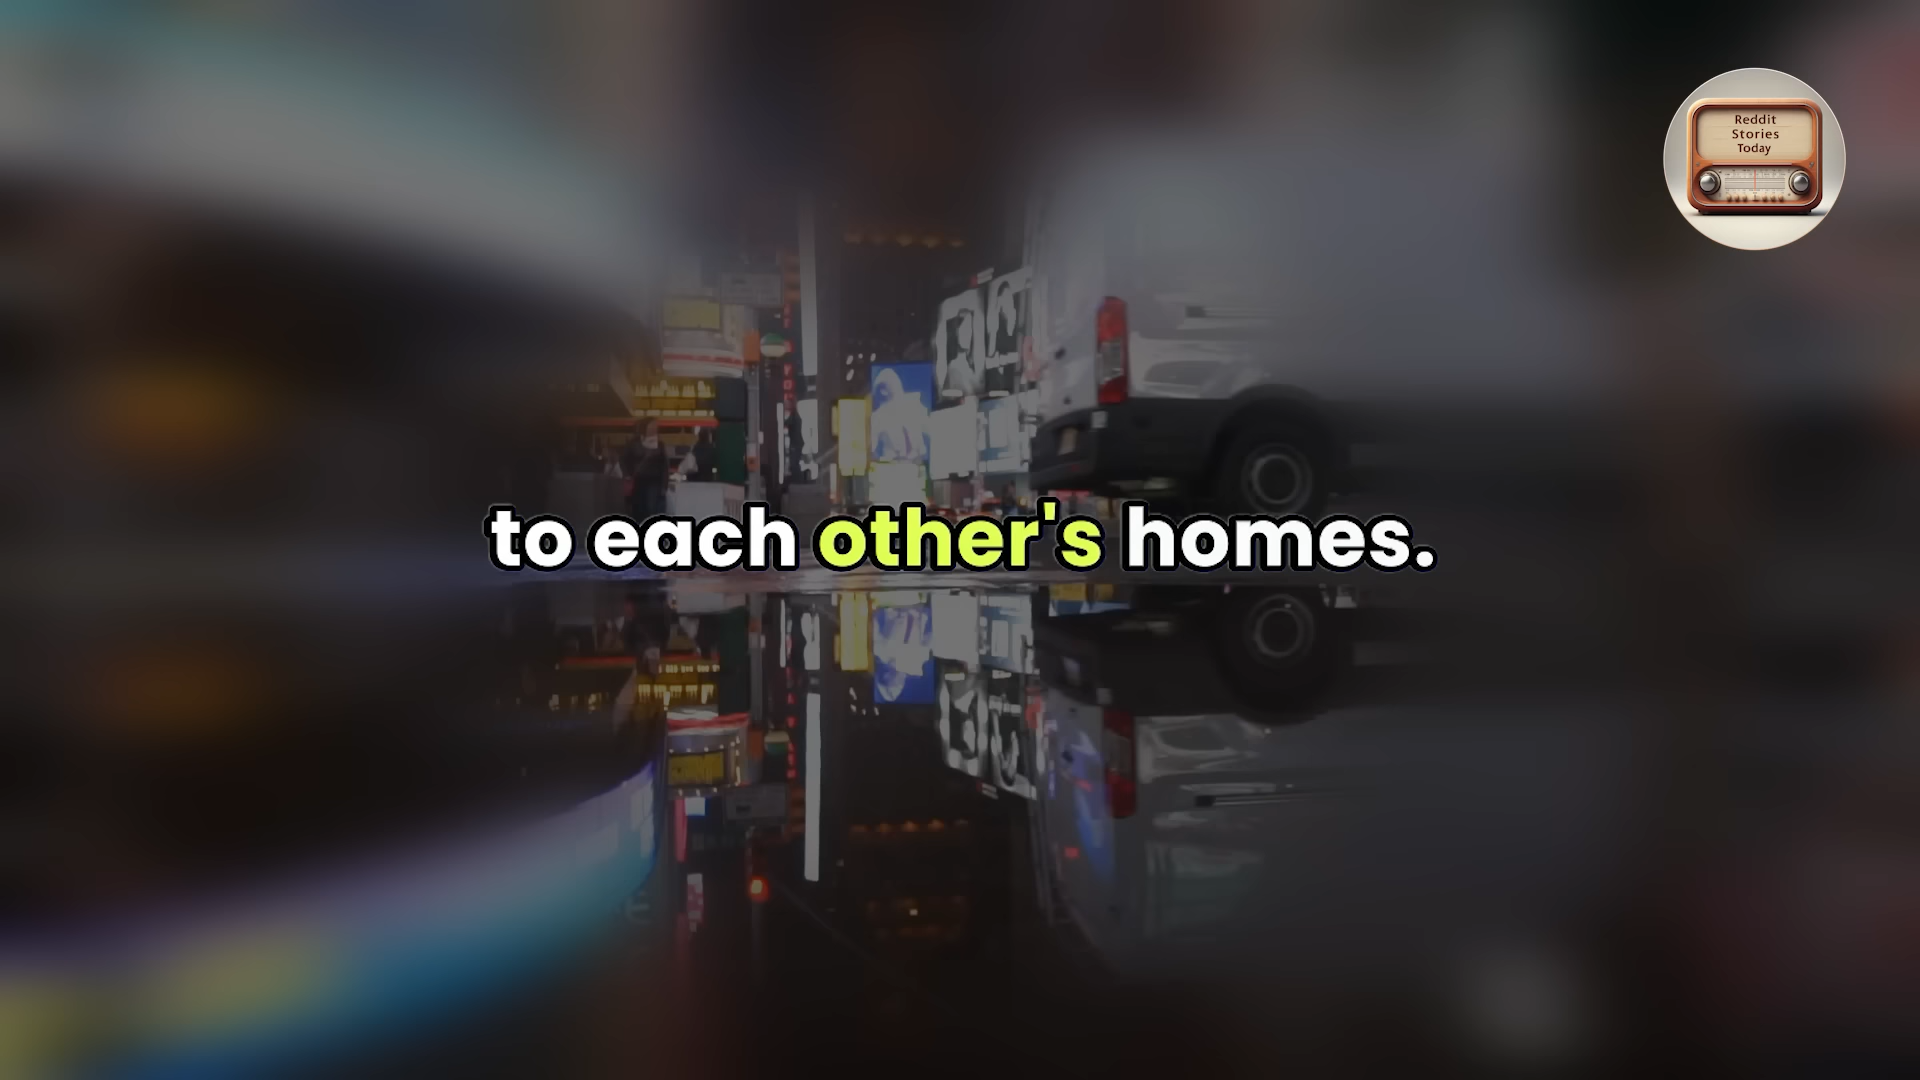 Reddit
Stories
Today
to each other's homes.